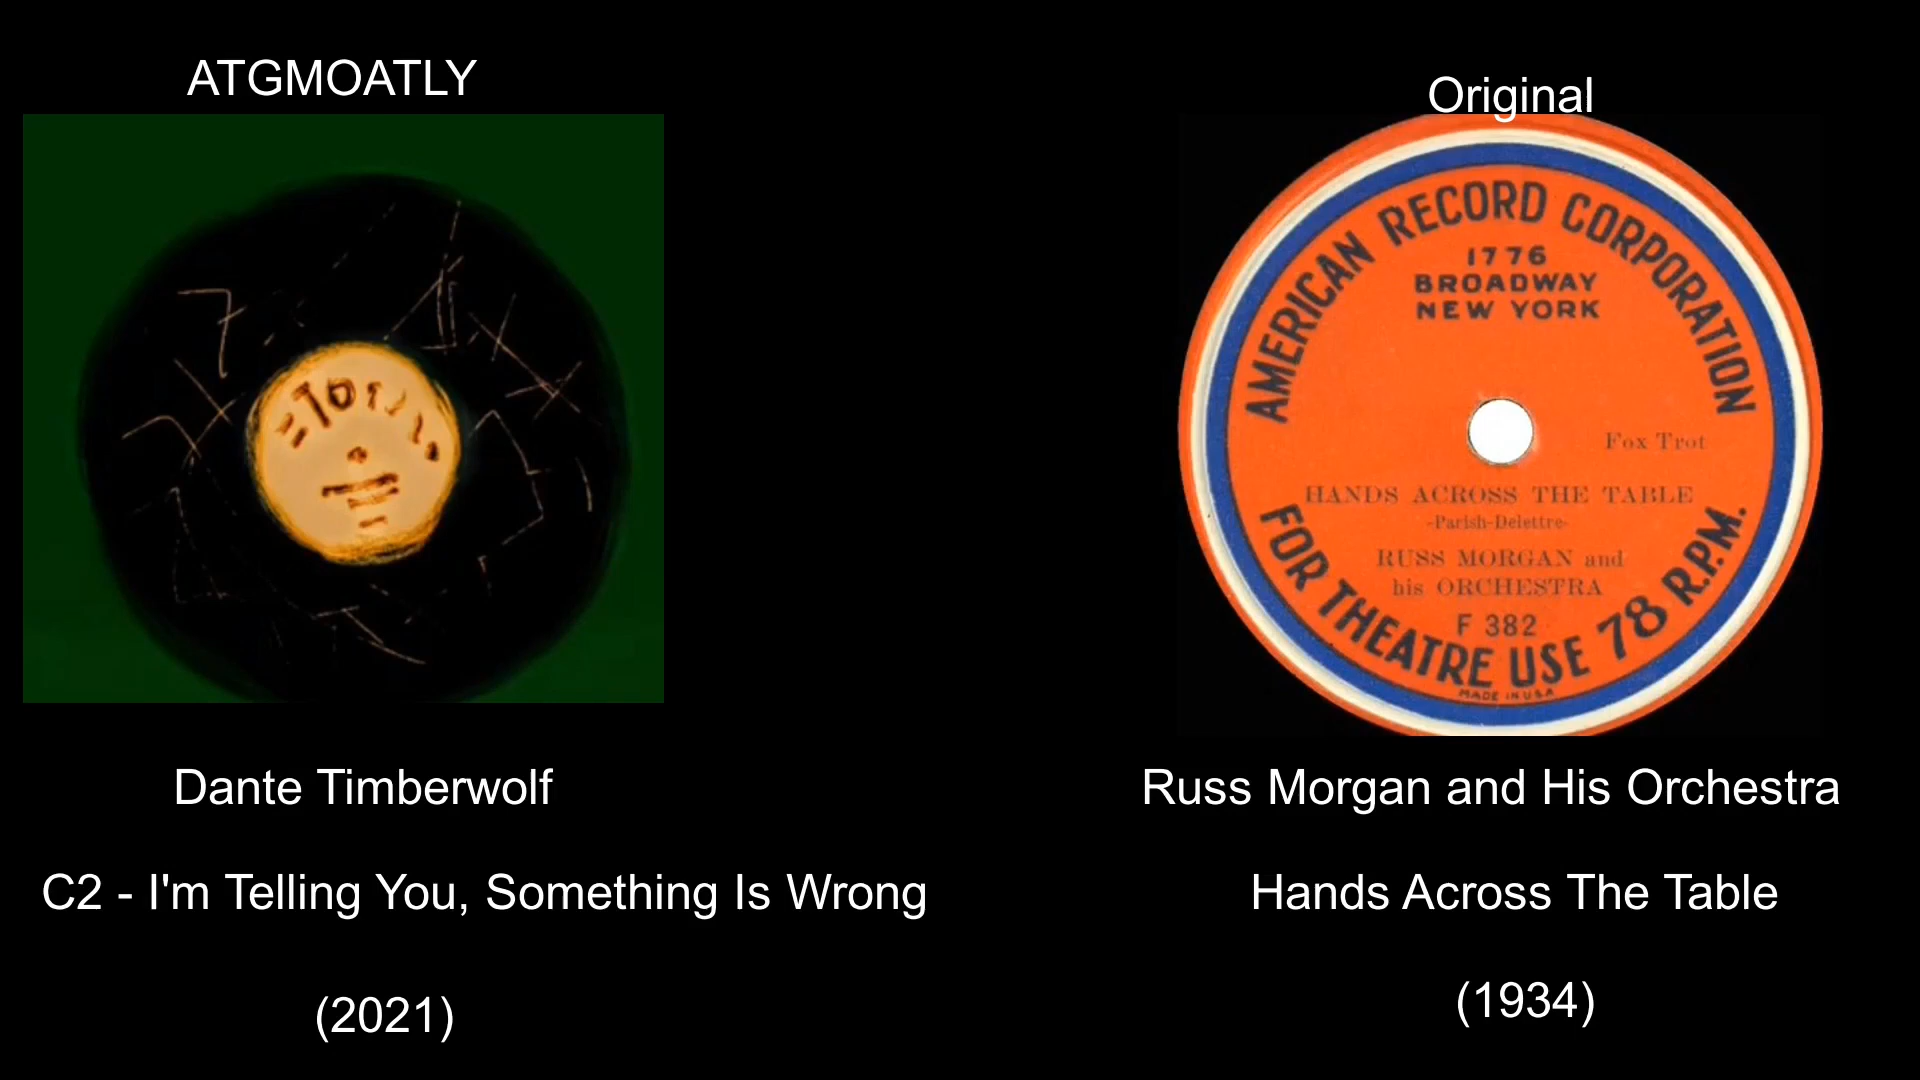 ATGMOATLY
Dante Timberwolf
C2 - I'm Telling You, Something Is Wrong
(2021)
Original
AMERICAN RECORD CORPORATION
1776
BROADWAY
NEW YORK
Fox Trot
HANDS ACROSS THE TABLE
-Parish-Delettre-
RUSS MORGAN and
his ORCHESTRA
F 382
FOR THEATRE USE 78 R.P.M.
MADE IN U.S.A
Russ Morgan and His Orchestra
Hands Across The Table
(1934)